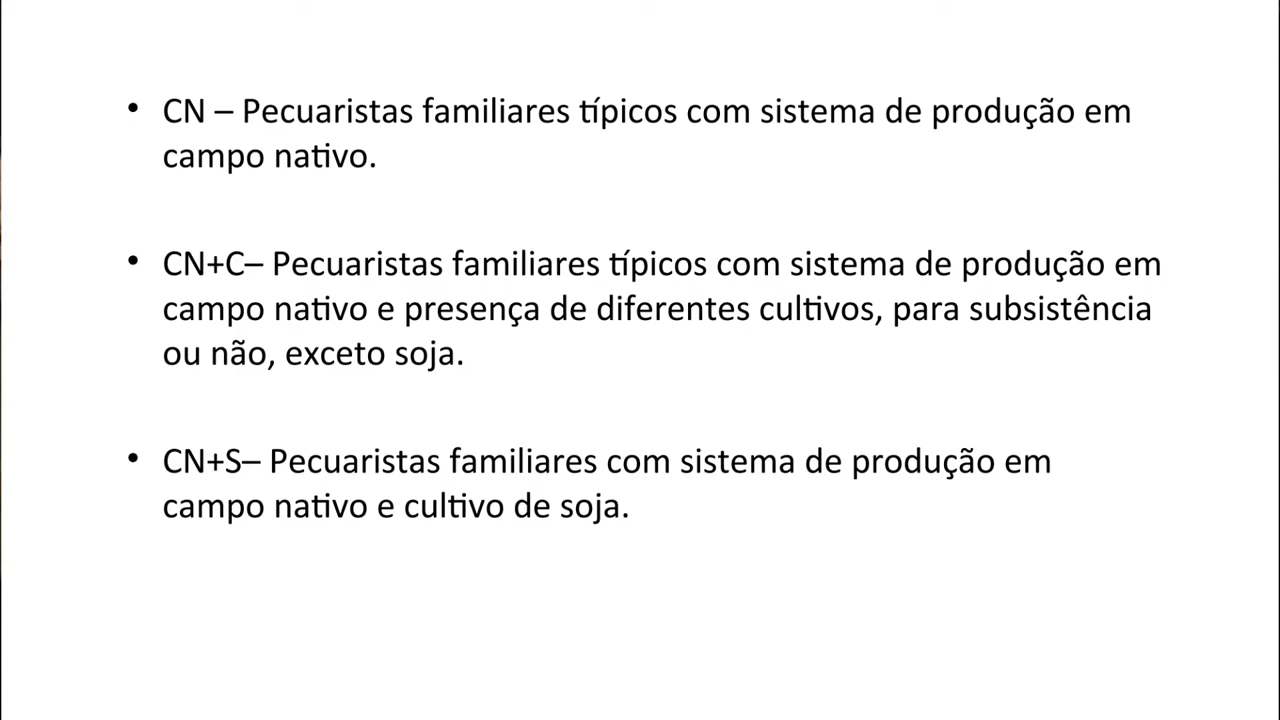 • CN – Pecuaristas familiares típicos com sistema de produção em
campo nativo.
• CN+C– Pecuaristas familiares típicos com sistema de produção em
campo nativo e presença de diferentes cultivos, para subsistência
ou não, exceto soja.
• CN+S– Pecuaristas familiares com sistema de produção em
campo nativo e cultivo de soja.